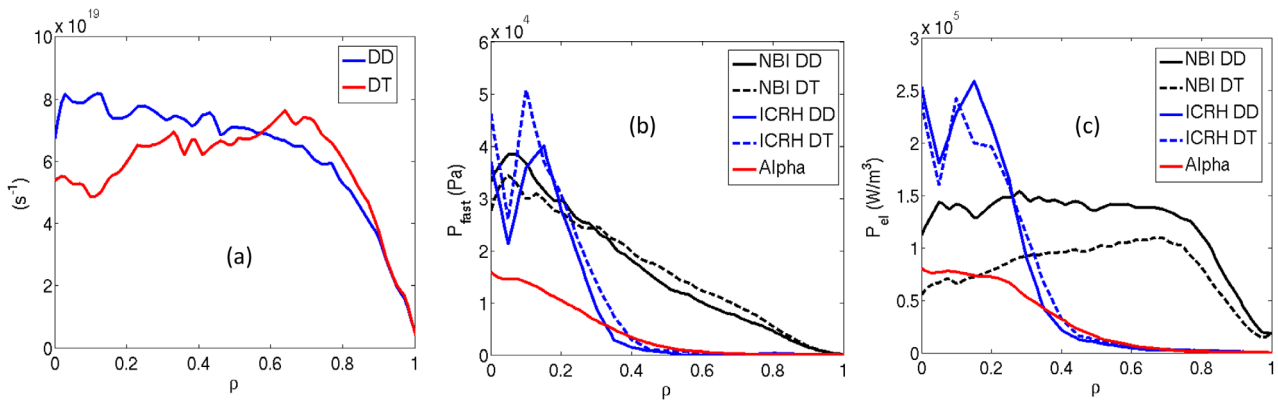 x 10^19
10
8
6
4
2
0
(s^-1)
DD
DT
(a)
0 0.2 0.4 0.6 0.8 1
ρ
x 10^4
6
5
4
3
2
1
0
P_fast (Pa)
NBI DD
NBI DT
ICRH DD
ICRH DT
Alpha
(b)
0 0.2 0.4 0.6 0.8 1
ρ
x 10^5
3
2.5
2
1.5
1
0.5
0
P_el (W/m^3)
NBI DD
NBI DT
ICRH DD
ICRH DT
Alpha
(c)
0 0.2 0.4 0.6 0.8 1
ρ